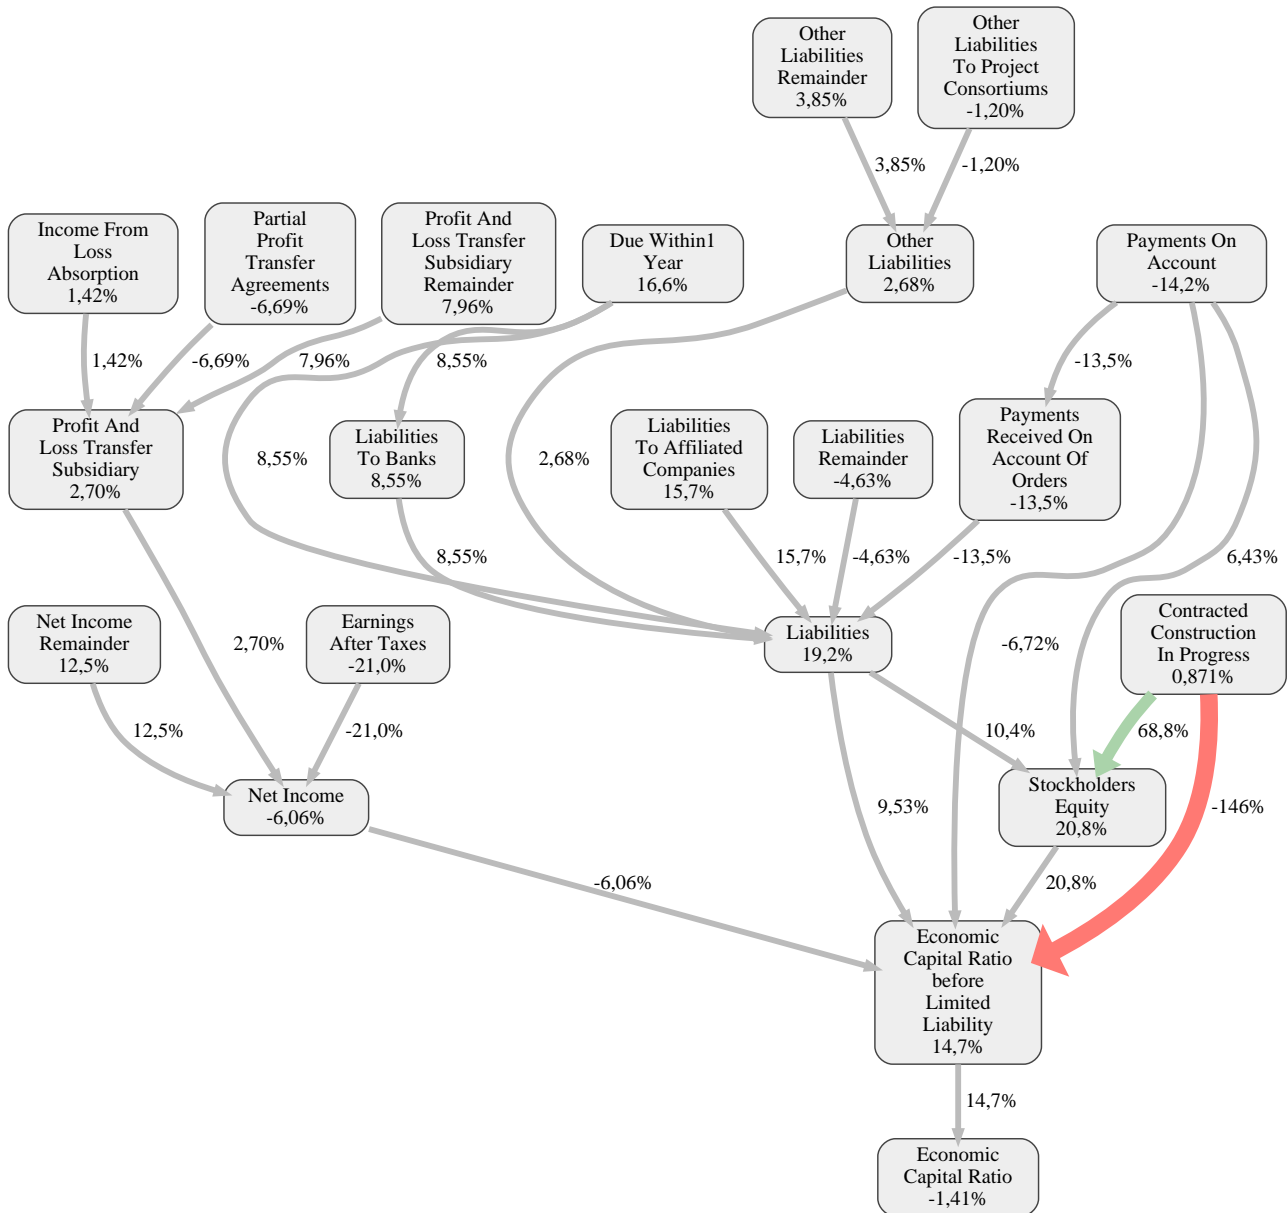 Other
Liabilities
Remainder
3,85%
Other
Liabilities
To Project
Consortiums
-1,20%
3,85%
-1,20%
Income From
Loss
Absorption
1,42%
Partial
Profit
Transfer
Agreements
-6,69%
Profit And
Loss Transfer
Subsidiary
Remainder
7,96%
Due Within1
Year
16,6%
Other
Liabilities
2,68%
Payments On
Account
-14,2%
1,42%
-6,69%
7,96%
8,55%
-13,5%
Profit And
Loss Transfer
Subsidiary
2,70%
8,55%
Liabilities
To Banks
8,55%
2,68%
Liabilities
To Affiliated
Companies
15,7%
Liabilities
Remainder
-4,63%
Payments
Received On
Account Of
Orders
-13,5%
8,55%
15,7%
-4,63%
-13,5%
6,43%
Net Income
Remainder
12,5%
2,70%
Earnings
After Taxes
-21,0%
Liabilities
19,2%
-6,72%
Contracted
Construction
In Progress
0,871%
12,5%
-21,0%
10,4%
68,8%
Net Income
-6,06%
9,53%
Stockholders
Equity
20,8%
-146%
-6,06%
20,8%
Economic
Capital Ratio
before
Limited
Liability
14,7%
14,7%
Economic
Capital Ratio
-1,41%